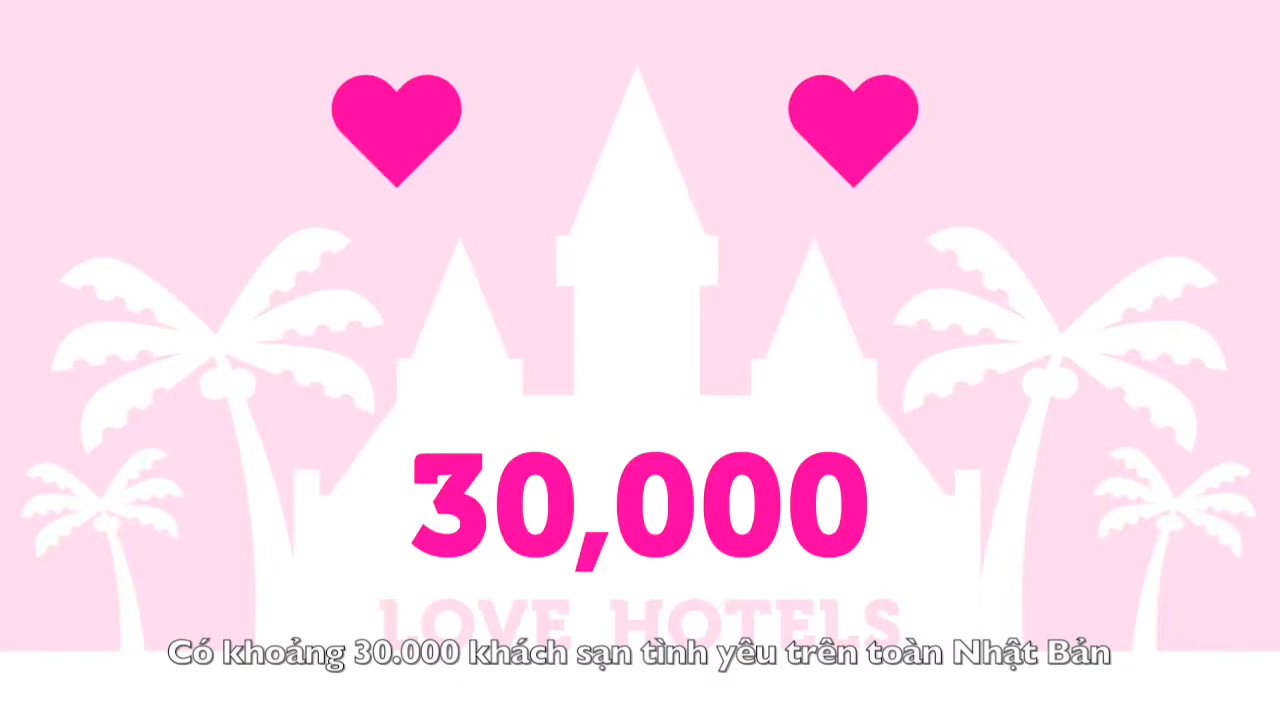 30,000
LOVE HOTELS
Có khoảng 30.000 khách sạn tình yêu trên toàn Nhật Bản